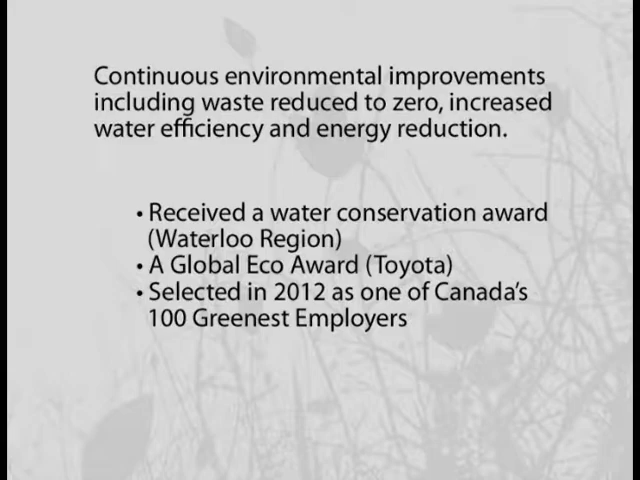 Continuous environmental improvements
including waste reduced to zero, increased
water efficiency and energy reduction.
• Received a water conservation award
(Waterloo Region)
• A Global Eco Award (Toyota)
• Selected in 2012 as one of Canada’s
100 Greenest Employers